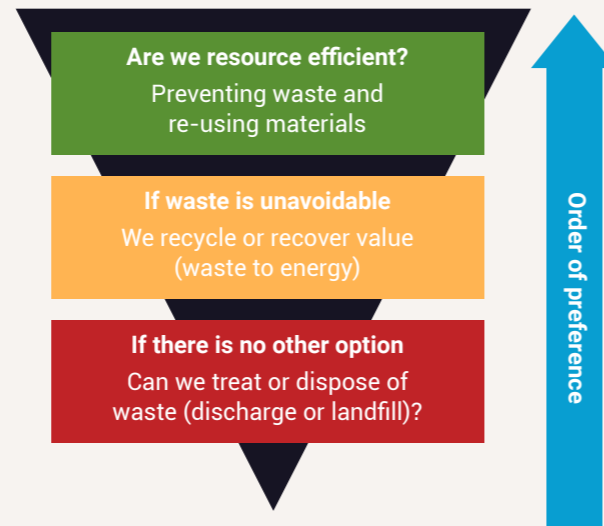 Are we resource efficient?
Preventing waste and
re-using materials
If waste is unavoidable
We recycle or recover value
(waste to energy)
If there is no other option
Can we treat or dispose of
waste (discharge or landfill)?
Order of preference